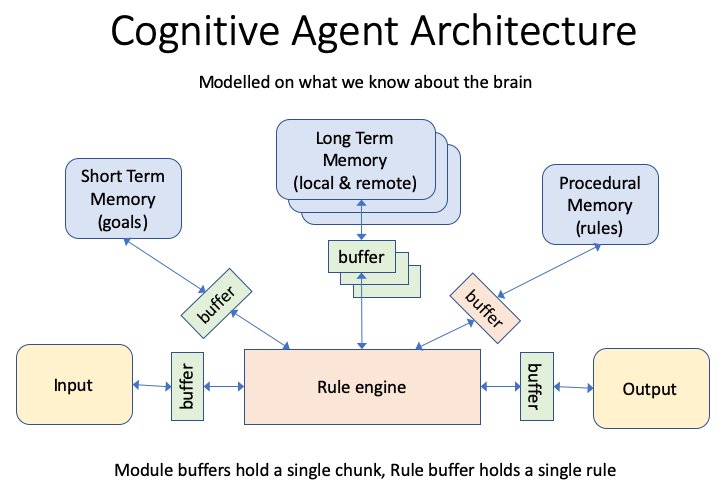 Cognitive Agent Architecture
Modelled on what we know about the brain
Long Term
Memory
(local & remote)
Short Term
Memory
(goals)
Procedural
Memory
(rules)
buffer
buffer
buffer
Input
buffer
Rule engine
buffer
Output
Module buffers hold a single chunk, Rule buffer holds a single rule